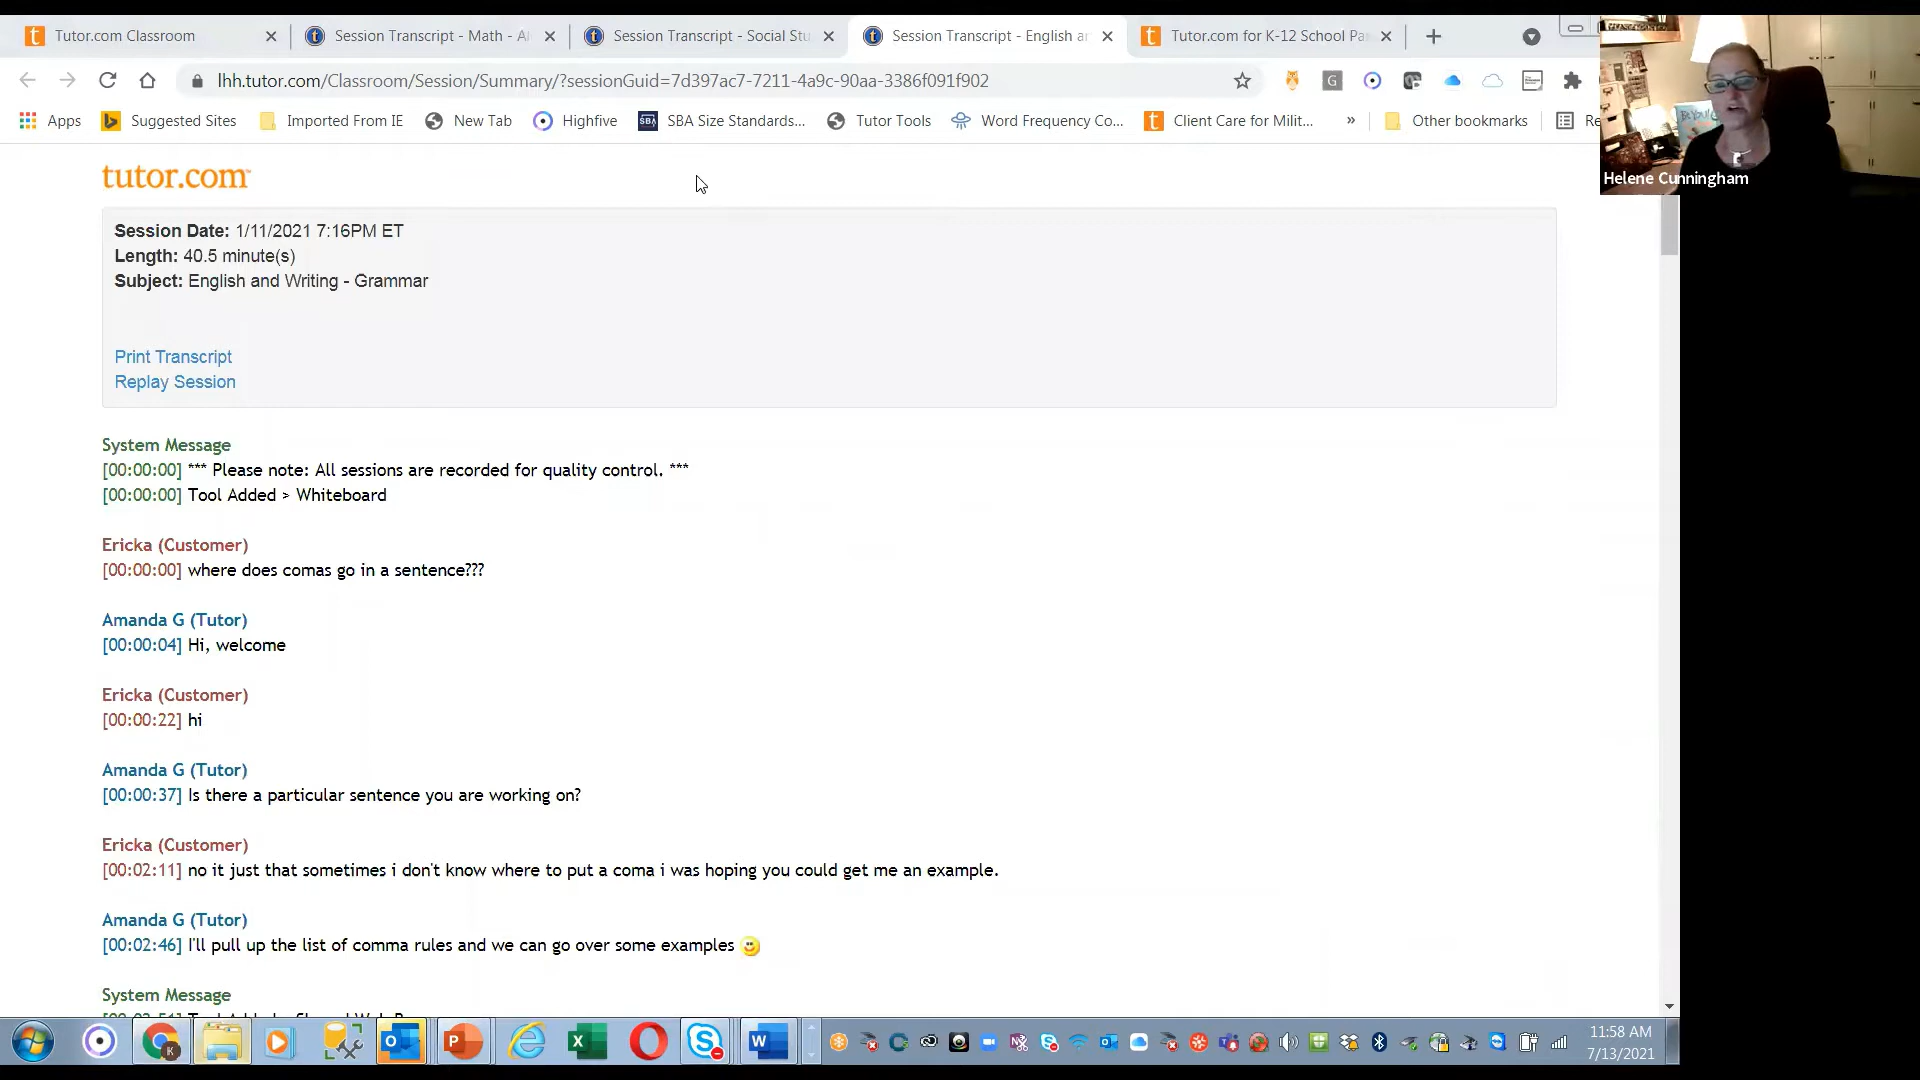 Tutor.com Classroom
Session Transcript - Math - Al
Session Transcript - Social Stu
Session Transcript - English an
Tutor.com for K-12 School Pa
lhh.tutor.com/Classroom/Session/Summary/?sessionGuid=7d397ac7-7211-4a9c-90aa-3386f091f902
Apps
Suggested Sites
Imported From IE
New Tab
Highfive
SBA Size Standards...
Tutor Tools
Word Frequency Co...
Client Care for Milit...
»
Other bookmarks
Re
Helene Cunningham
tutor.com
Session Date: 1/11/2021 7:16PM ET
Length: 40.5 minute(s)
Subject: English and Writing - Grammar
Print Transcript
Replay Session
System Message
[00:00:00] *** Please note: All sessions are recorded for quality control. ***
[00:00:00] Tool Added > Whiteboard
Ericka (Customer)
[00:00:00] where does comas go in a sentence???
Amanda G (Tutor)
[00:00:04] Hi, welcome
Ericka (Customer)
[00:00:22] hi
Amanda G (Tutor)
[00:00:37] Is there a particular sentence you are working on?
Ericka (Customer)
[00:02:11] no it just that sometimes i don't know where to put a coma i was hoping you could get me an example.
Amanda G (Tutor)
[00:02:46] I'll pull up the list of comma rules and we can go over some examples
System Message
11:58 AM
7/13/2021